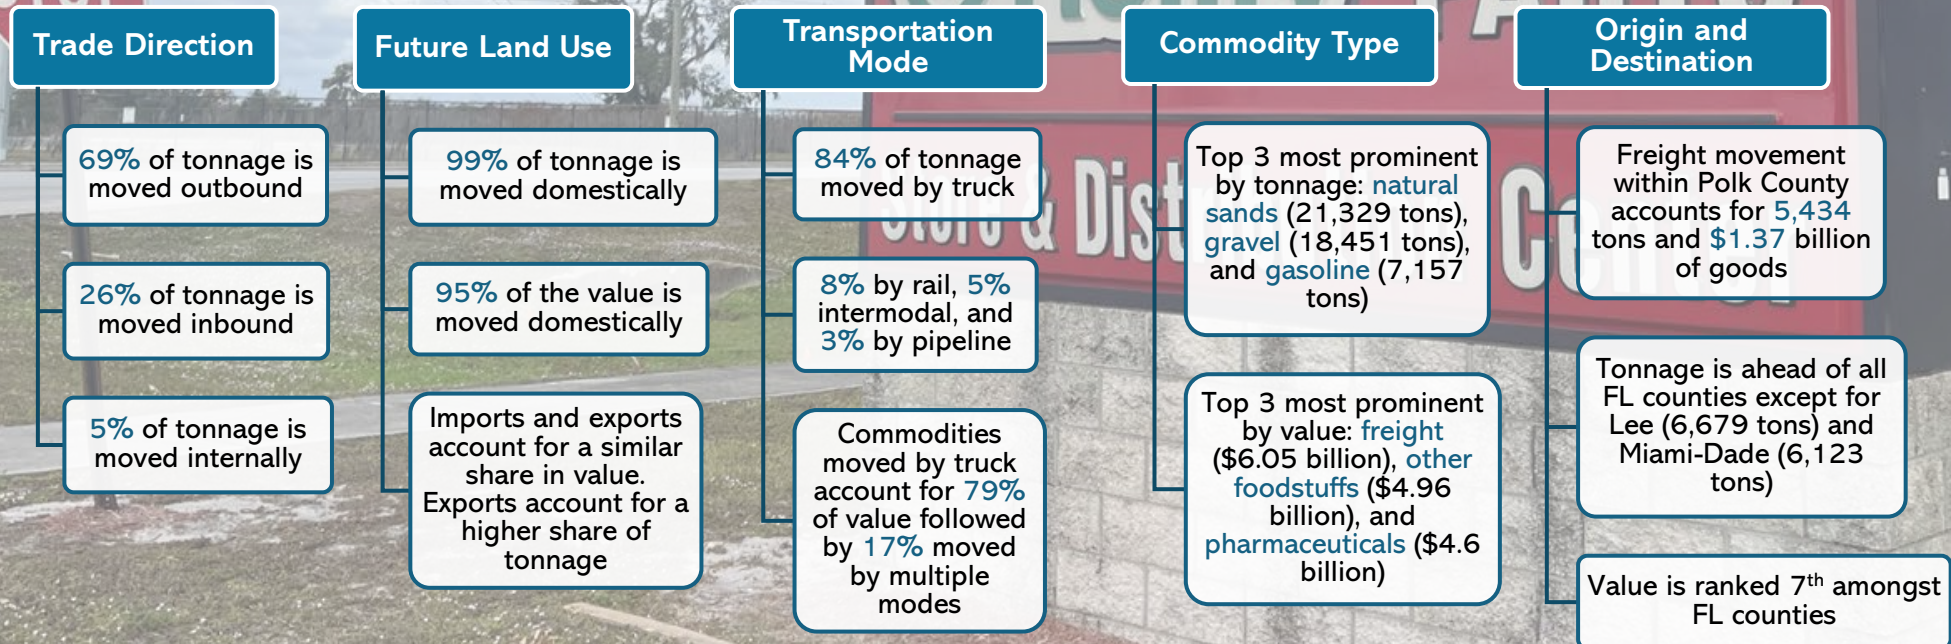 Trade Direction
69% of tonnage is
moved outbound
26% of tonnage is
moved inbound
5% of tonnage is
moved internally
Future Land Use
99% of tonnage is
moved domestically
95% of the value is
moved domestically
Imports and exports
account for a similar
share in value.
Exports account for a
higher share of
tonnage
Transportation
Mode
84% of tonnage
moved by truck
8% by rail, 5%
intermodal, and
3% by pipeline
Commodities
moved by truck
account for 79%
of value followed
by 17% moved
by multiple
modes
Commodity Type
Top 3 most prominent
by tonnage: natural
sands (21,329 tons),
gravel (18,451 tons),
and gasoline (7,157
tons)
Top 3 most prominent
by value: freight
($6.05 billion), other
foodstuffs ($4.96
billion), and
pharmaceuticals ($4.6
billion)
Origin and
Destination
Freight movement
within Polk County
accounts for 5,434
tons and $1.37 billion
of goods
Tonnage is ahead of all
FL counties except for
Lee (6,679 tons) and
Miami-Dade (6,123
tons)
Value is ranked 7th amongst
FL counties
Store & Distribution Center